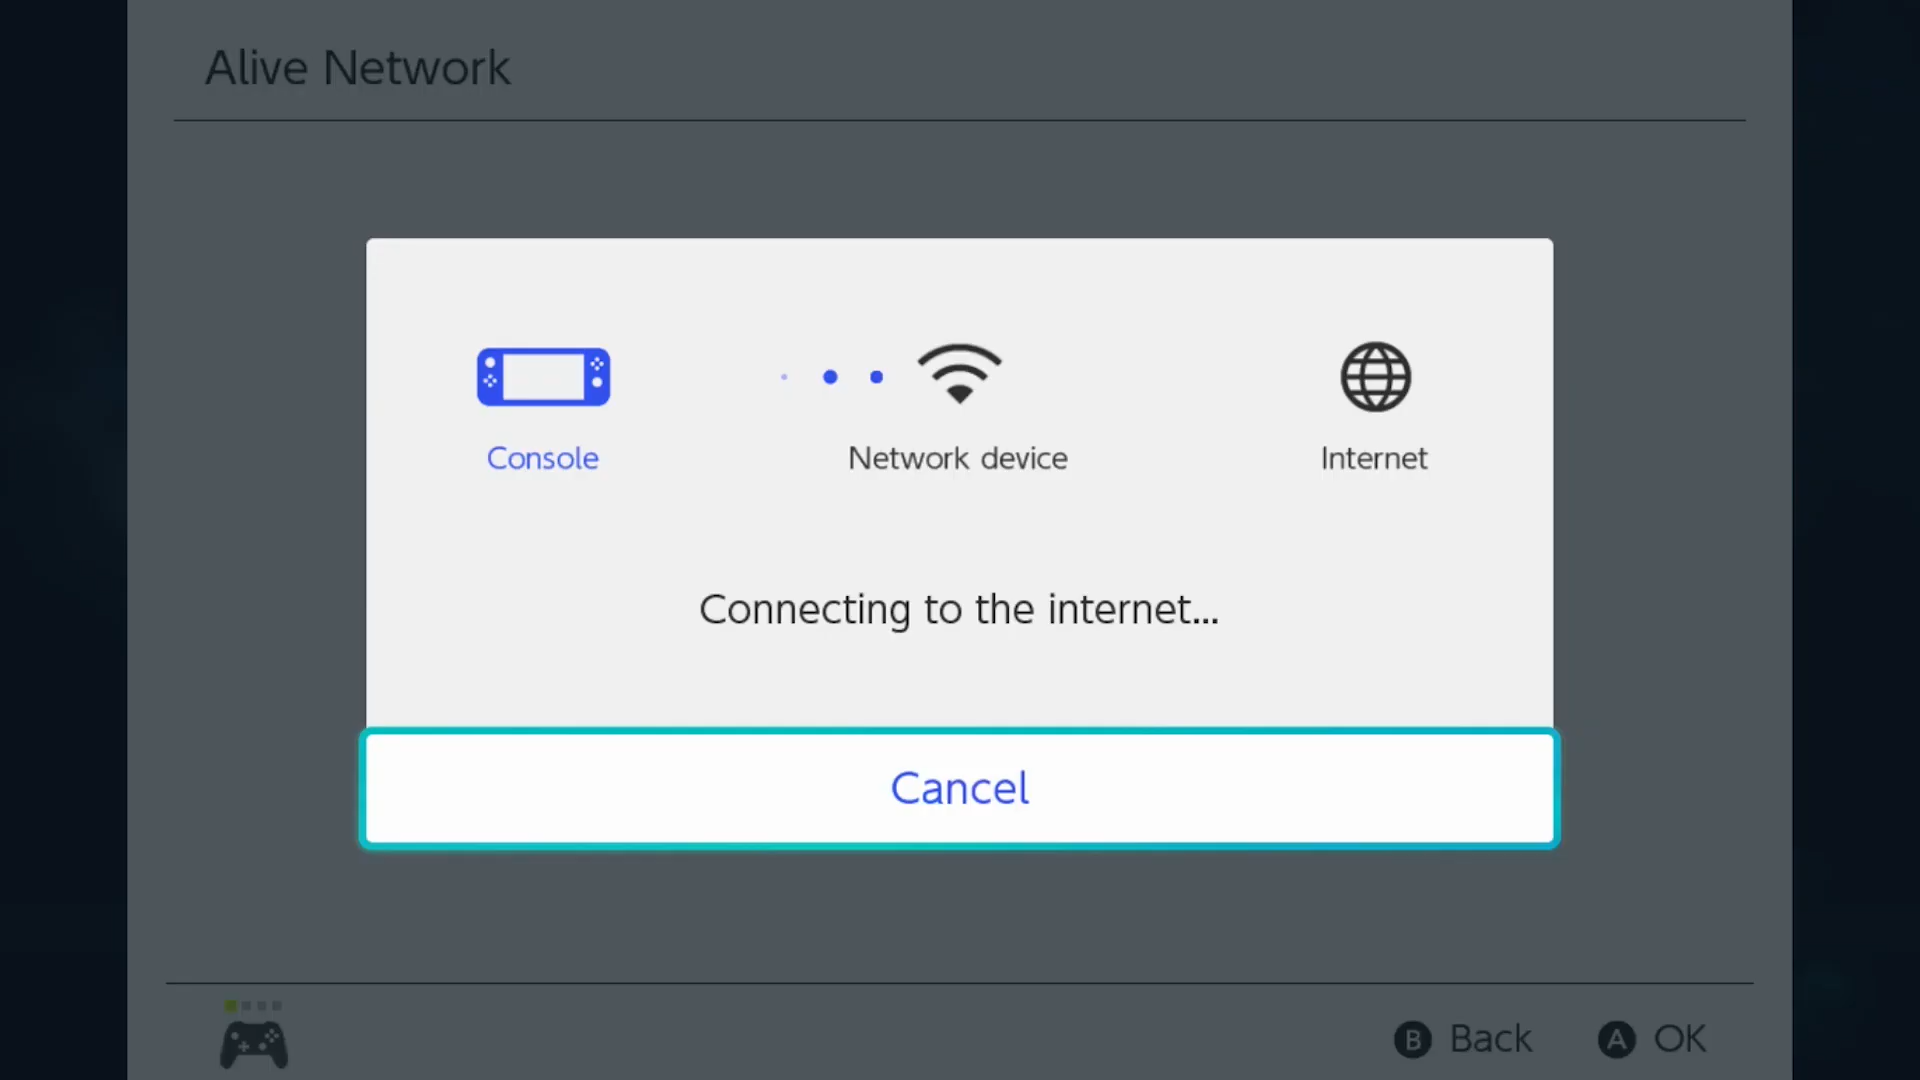 Alive Network
Console
Network device
Internet
Connecting to the internet...
Cancel
B Back
A OK